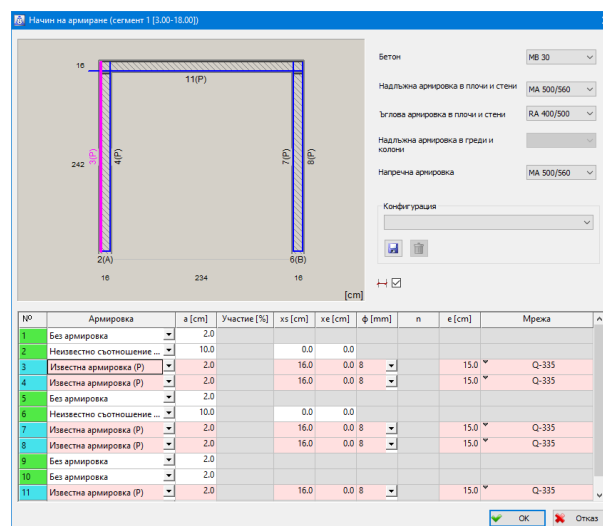 Начин на армиране (сегмент 1 [3.00-18.00])
16
11(P)
242
3(P)
4(P)
7(P)
8(P)
2(A)
6(B)
16 234 16
[cm]
Бетон MB 30
Надлъжна армировка в плочи и стени MA 500/560
Ъглова армировка в плочи и стени RA 400/500
Надлъжна армировка в греди и колони
Напречна армировка MA 500/560
Конфигурация
№ Армировка a [cm] Участие [%] xs [cm] xe [cm] ф [mm] n e [cm] Мрежа
1 Без армировка 2.0
2 Неизвестно съотношение ... 10.0 0.0 0.0
3 Известна армировка (P) 2.0 16.0 0.0 8 15.0 Q-335
4 Известна армировка (P) 2.0 16.0 0.0 8 15.0 Q-335
5 Без армировка 2.0
6 Неизвестно съотношение ... 10.0 0.0 0.0
7 Известна армировка (P) 2.0 16.0 0.0 8 15.0 Q-335
8 Известна армировка (P) 2.0 16.0 0.0 8 15.0 Q-335
9 Без армировка 2.0
10 Без армировка 2.0
11 Известна армировка (P) 2.0 16.0 0.0 8 15.0 Q-335
OK Отказ